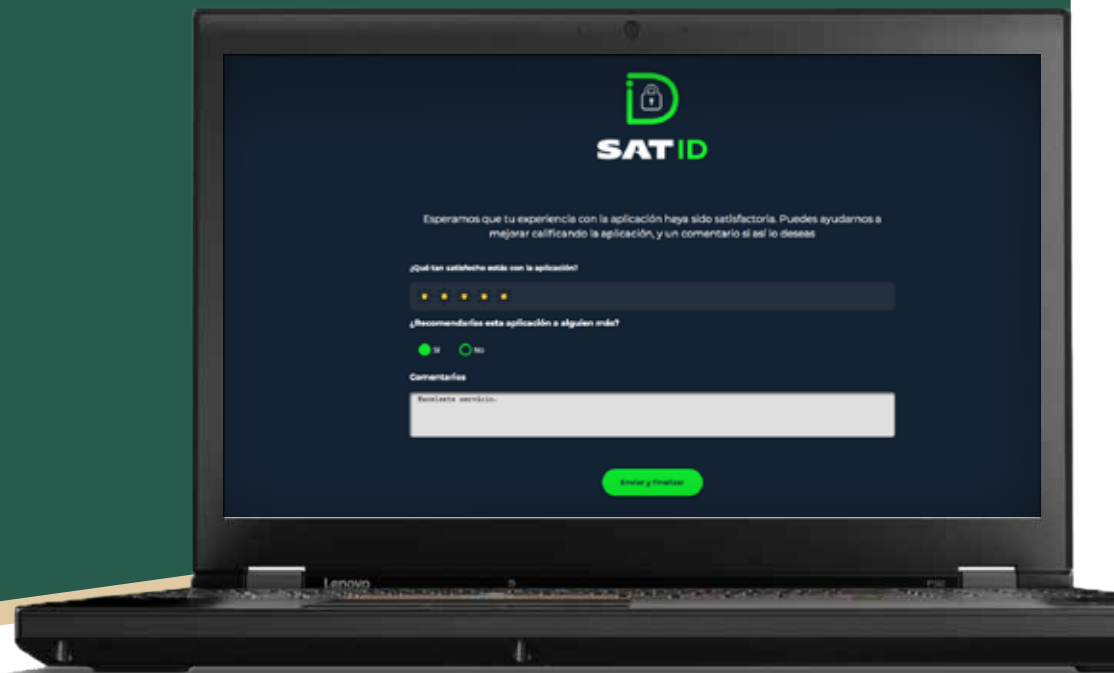 SATID
Esperamos que tu experiencia con la aplicación haya sido satisfactoria. Puedes ayudarnos a
mejorar calificando la aplicación, y un comentario si así lo deseas
¿Qué tan satisfecho estás con la aplicación?
¿Recomendarías esta aplicación a alguien más?
Sí No
Comentarios
Excelente servicio.
Enviar y Finalizar
Lenovo